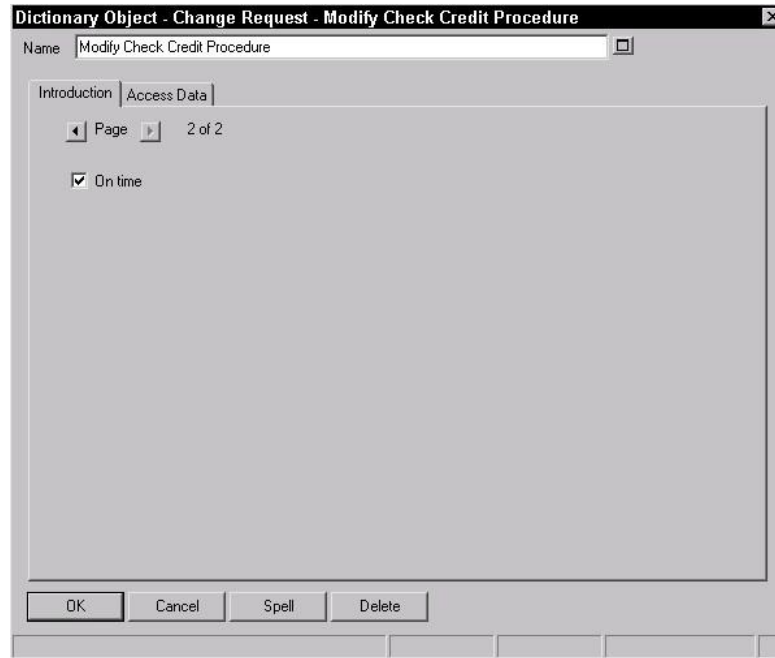 Dictionary Object - Change Request - Modify Check Credit Procedure
Name Modify Check Credit Procedure
Introduction Access Data
Page 2 of 2
On time
OK Cancel Spell Delete